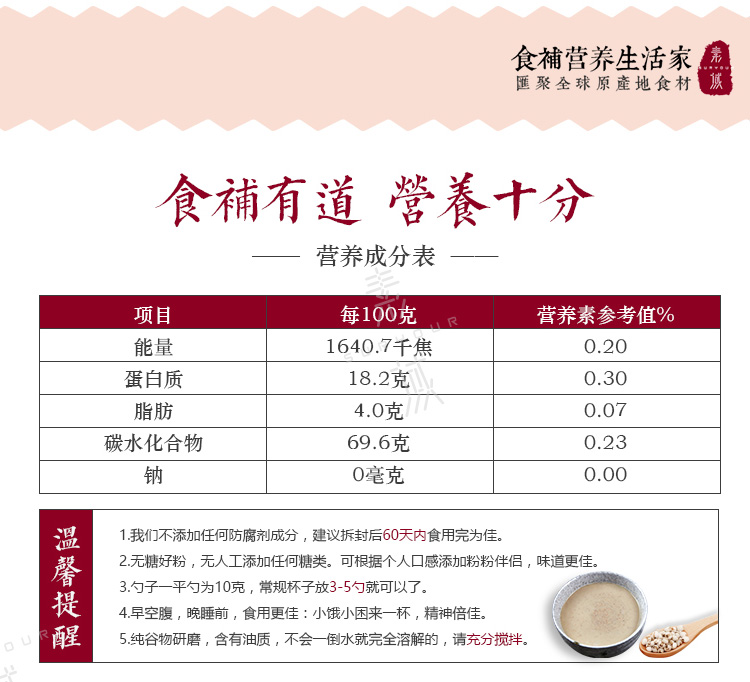 食補营养生活家
匯聚全球原產地食材
素燃
食補有道 營養十分
营养成分表
项目 每100克 营养素参考值%
能量 1640.7千焦 0.20
蛋白质 18.2克 0.30
脂肪 4.0克 0.07
碳水化合物 69.6克 0.23
钠 0毫克 0.00
溫馨提醒
1.我们不添加任何防腐剂成分，建议拆封后60天内食用完为佳。
2.无糖好粉，无人工添加任何糖类。可根据个人口感添加粉粉伴侣，味道更佳。
3.勺子一平勺为10克，常规杯子放3-5勺就可以了。
4.早空腹，晚睡前，食用更佳：小饿小困来一杯，精神倍佳。
5.纯谷物研磨，含有油质，不会一倒水就完全溶解的，请充分搅拌。